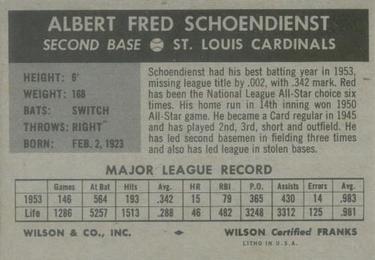 ALBERT FRED SCHOENDIENST
SECOND BASE ST. LOUIS CARDINALS
HEIGHT: 6'
WEIGHT: 168
BATS: SWITCH
THROWS: RIGHT
BORN: FEB. 2, 1923
Schoendienst had his best batting year in 1953,
missing league title by .002, with .342 mark. Red
has been the National League All-Star choice six
times. His home run in 14th inning won 1950
All-Star game. He became a Card regular in 1945
and has played 2nd, 3rd, short and outfield. He
has led second basemen in fielding three times
and also has led league in stolen bases.
MAJOR LEAGUE RECORD
Games At Bat Hits Avg. HR RBI P.O. Assists Errors Avg.
1953 146 564 193 .342 15 79 365 430 14 .983
Life 1286 5257 1513 .288 46 482 3248 3312 125 .981
WILSON & CO., INC. WILSON Certified FRANKS
LITHO IN U.S.A.